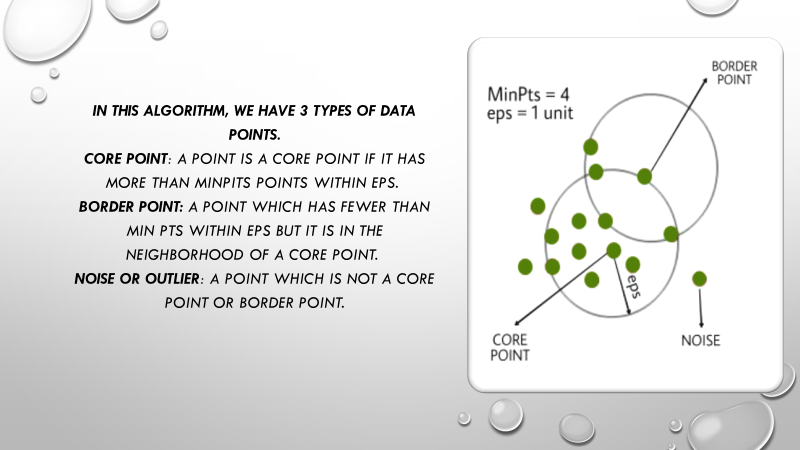 IN THIS ALGORITHM, WE HAVE 3 TYPES OF DATA
POINTS.
CORE POINT: A POINT IS A CORE POINT IF IT HAS
MORE THAN MINPITS POINTS WITHIN EPS.
BORDER POINT: A POINT WHICH HAS FEWER THAN
MIN PTS WITHIN EPS BUT IT IS IN THE
NEIGHBORHOOD OF A CORE POINT.
NOISE OR OUTLIER: A POINT WHICH IS NOT A CORE
POINT OR BORDER POINT.
BORDER
POINT
MinPts = 4
eps = 1 unit
eps
CORE
POINT
NOISE